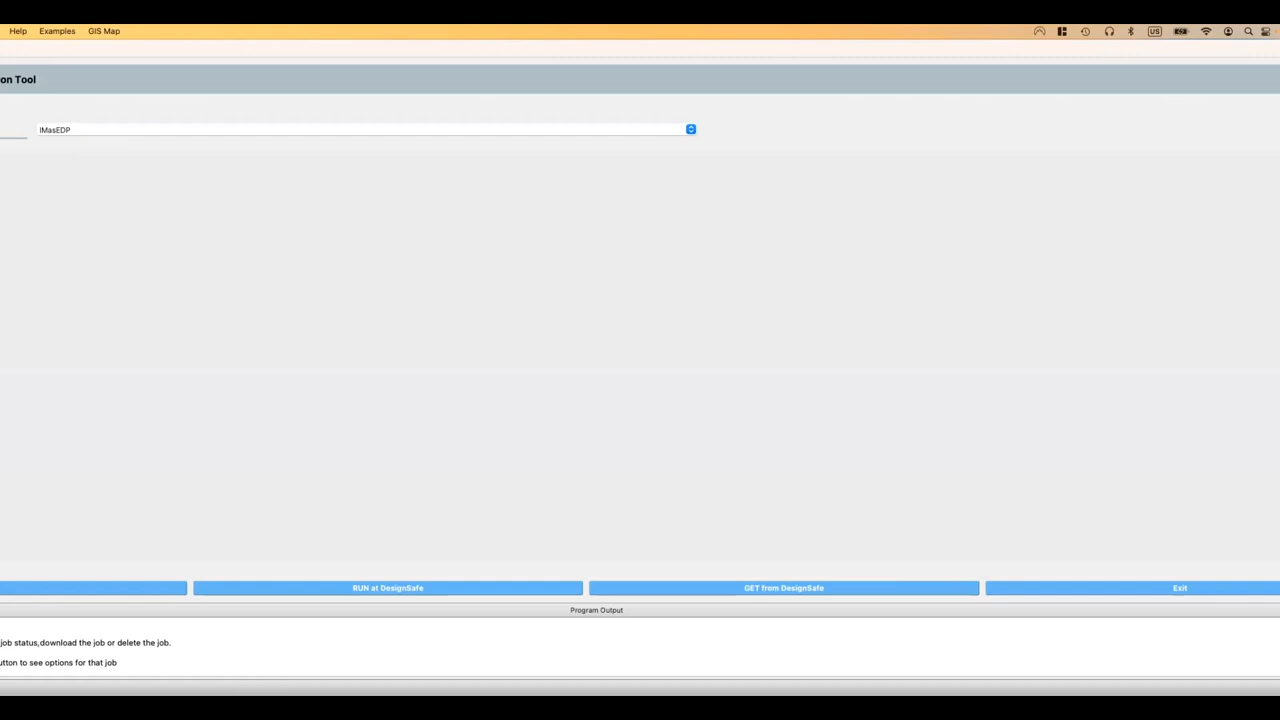 Help Examples GIS Map US
on Tool
IMasEDP
RUN at DesignSafe GET from DesignSafe Exit
Program Output
job status,download the job or delete the job.
utton to see options for that job